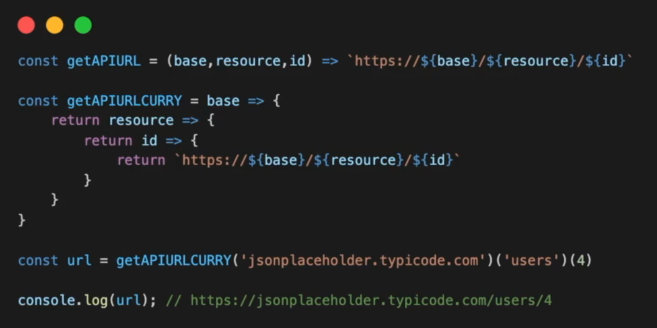 const getAPIURL = (base,resource,id) => `https://${base}/${resource}/${id}`
const getAPIURLCURRY = base => {
    return resource => {
        return id => {
            return `https://${base}/${resource}/${id}`
        }
    }
}
const url = getAPIURLCURRY('jsonplaceholder.typicode.com')('users')(4)
console.log(url); // https://jsonplaceholder.typicode.com/users/4